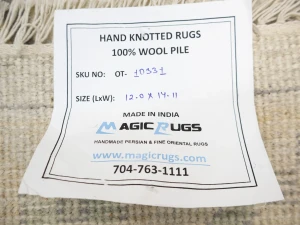 HAND KNOTTED RUGS
100% WOOL PILE
SKU NO: OT- 10331
SIZE (LxW): 12.0 X 14.11
MADE IN INDIA
MAGIC RUGS
HANDMADE PERSIAN & FINE ORIENTAL RUGS
www.magicrugs.com
704-763-1111